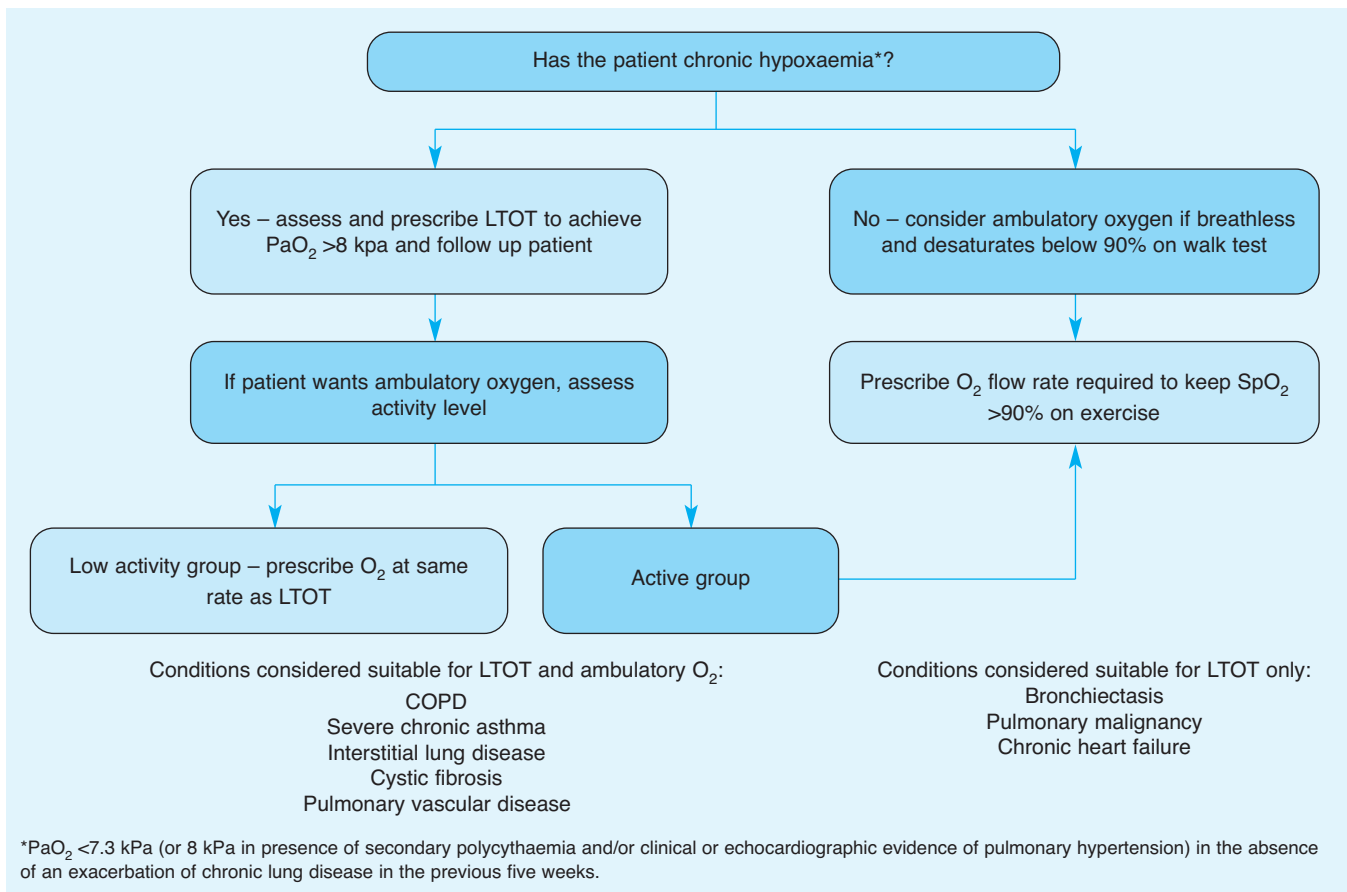 Has the patient chronic hypoxaemia*?
Yes – assess and prescribe LTOT to achieve
PaO₂ >8 kpa and follow up patient
No – consider ambulatory oxygen if breathless
and desaturates below 90% on walk test
If patient wants ambulatory oxygen, assess
activity level
Prescribe O₂ flow rate required to keep SpO₂
>90% on exercise
Low activity group – prescribe O₂ at same
rate as LTOT
Active group
Conditions considered suitable for LTOT and ambulatory O₂:
COPD
Severe chronic asthma
Interstitial lung disease
Cystic fibrosis
Pulmonary vascular disease
Conditions considered suitable for LTOT only:
Bronchiectasis
Pulmonary malignancy
Chronic heart failure
*PaO₂ <7.3 kPa (or 8 kPa in presence of secondary polycythaemia and/or clinical or echocardiographic evidence of pulmonary hypertension) in the absence
of an exacerbation of chronic lung disease in the previous five weeks.